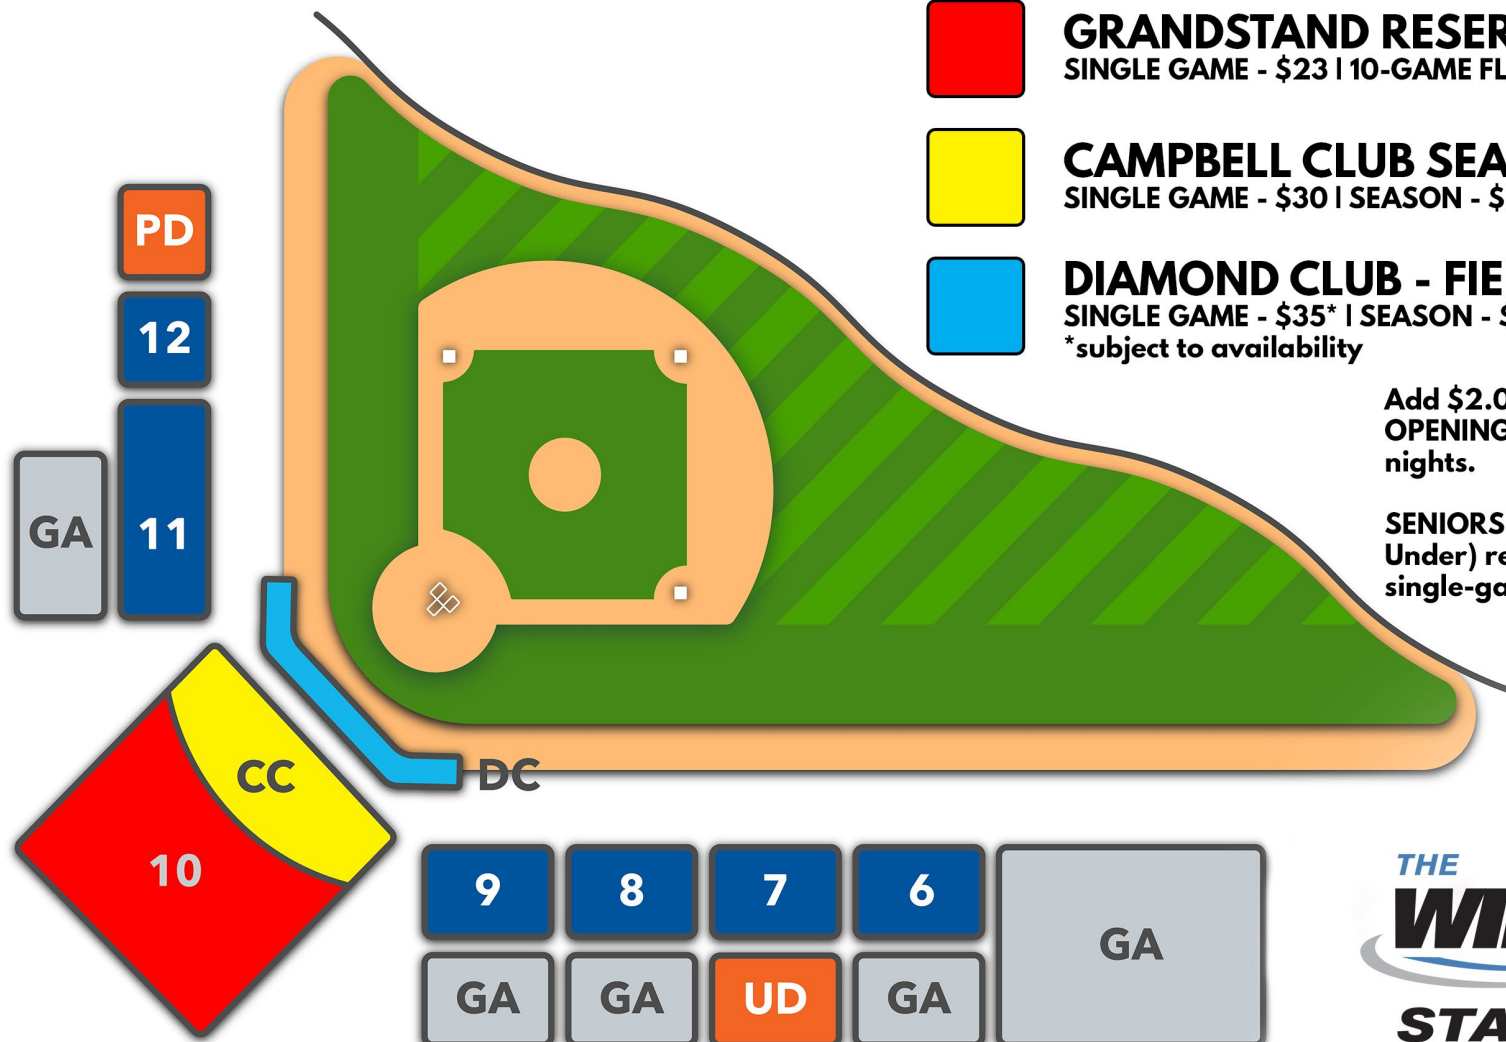 GRANDSTAND RESER
SINGLE GAME - $23 | 10-GAME FL
CAMPBELL CLUB SEA
SINGLE GAME - $30 | SEASON - $
DIAMOND CLUB - FIE
SINGLE GAME - $35* | SEASON - $
*subject to availability
Add $2.0
OPENING
nights.
SENIORS
Under) re
single-ga
PD
12
GA
11
CC
DC
10
9
8
7
6
GA
GA
GA
UD
GA
THE
STA